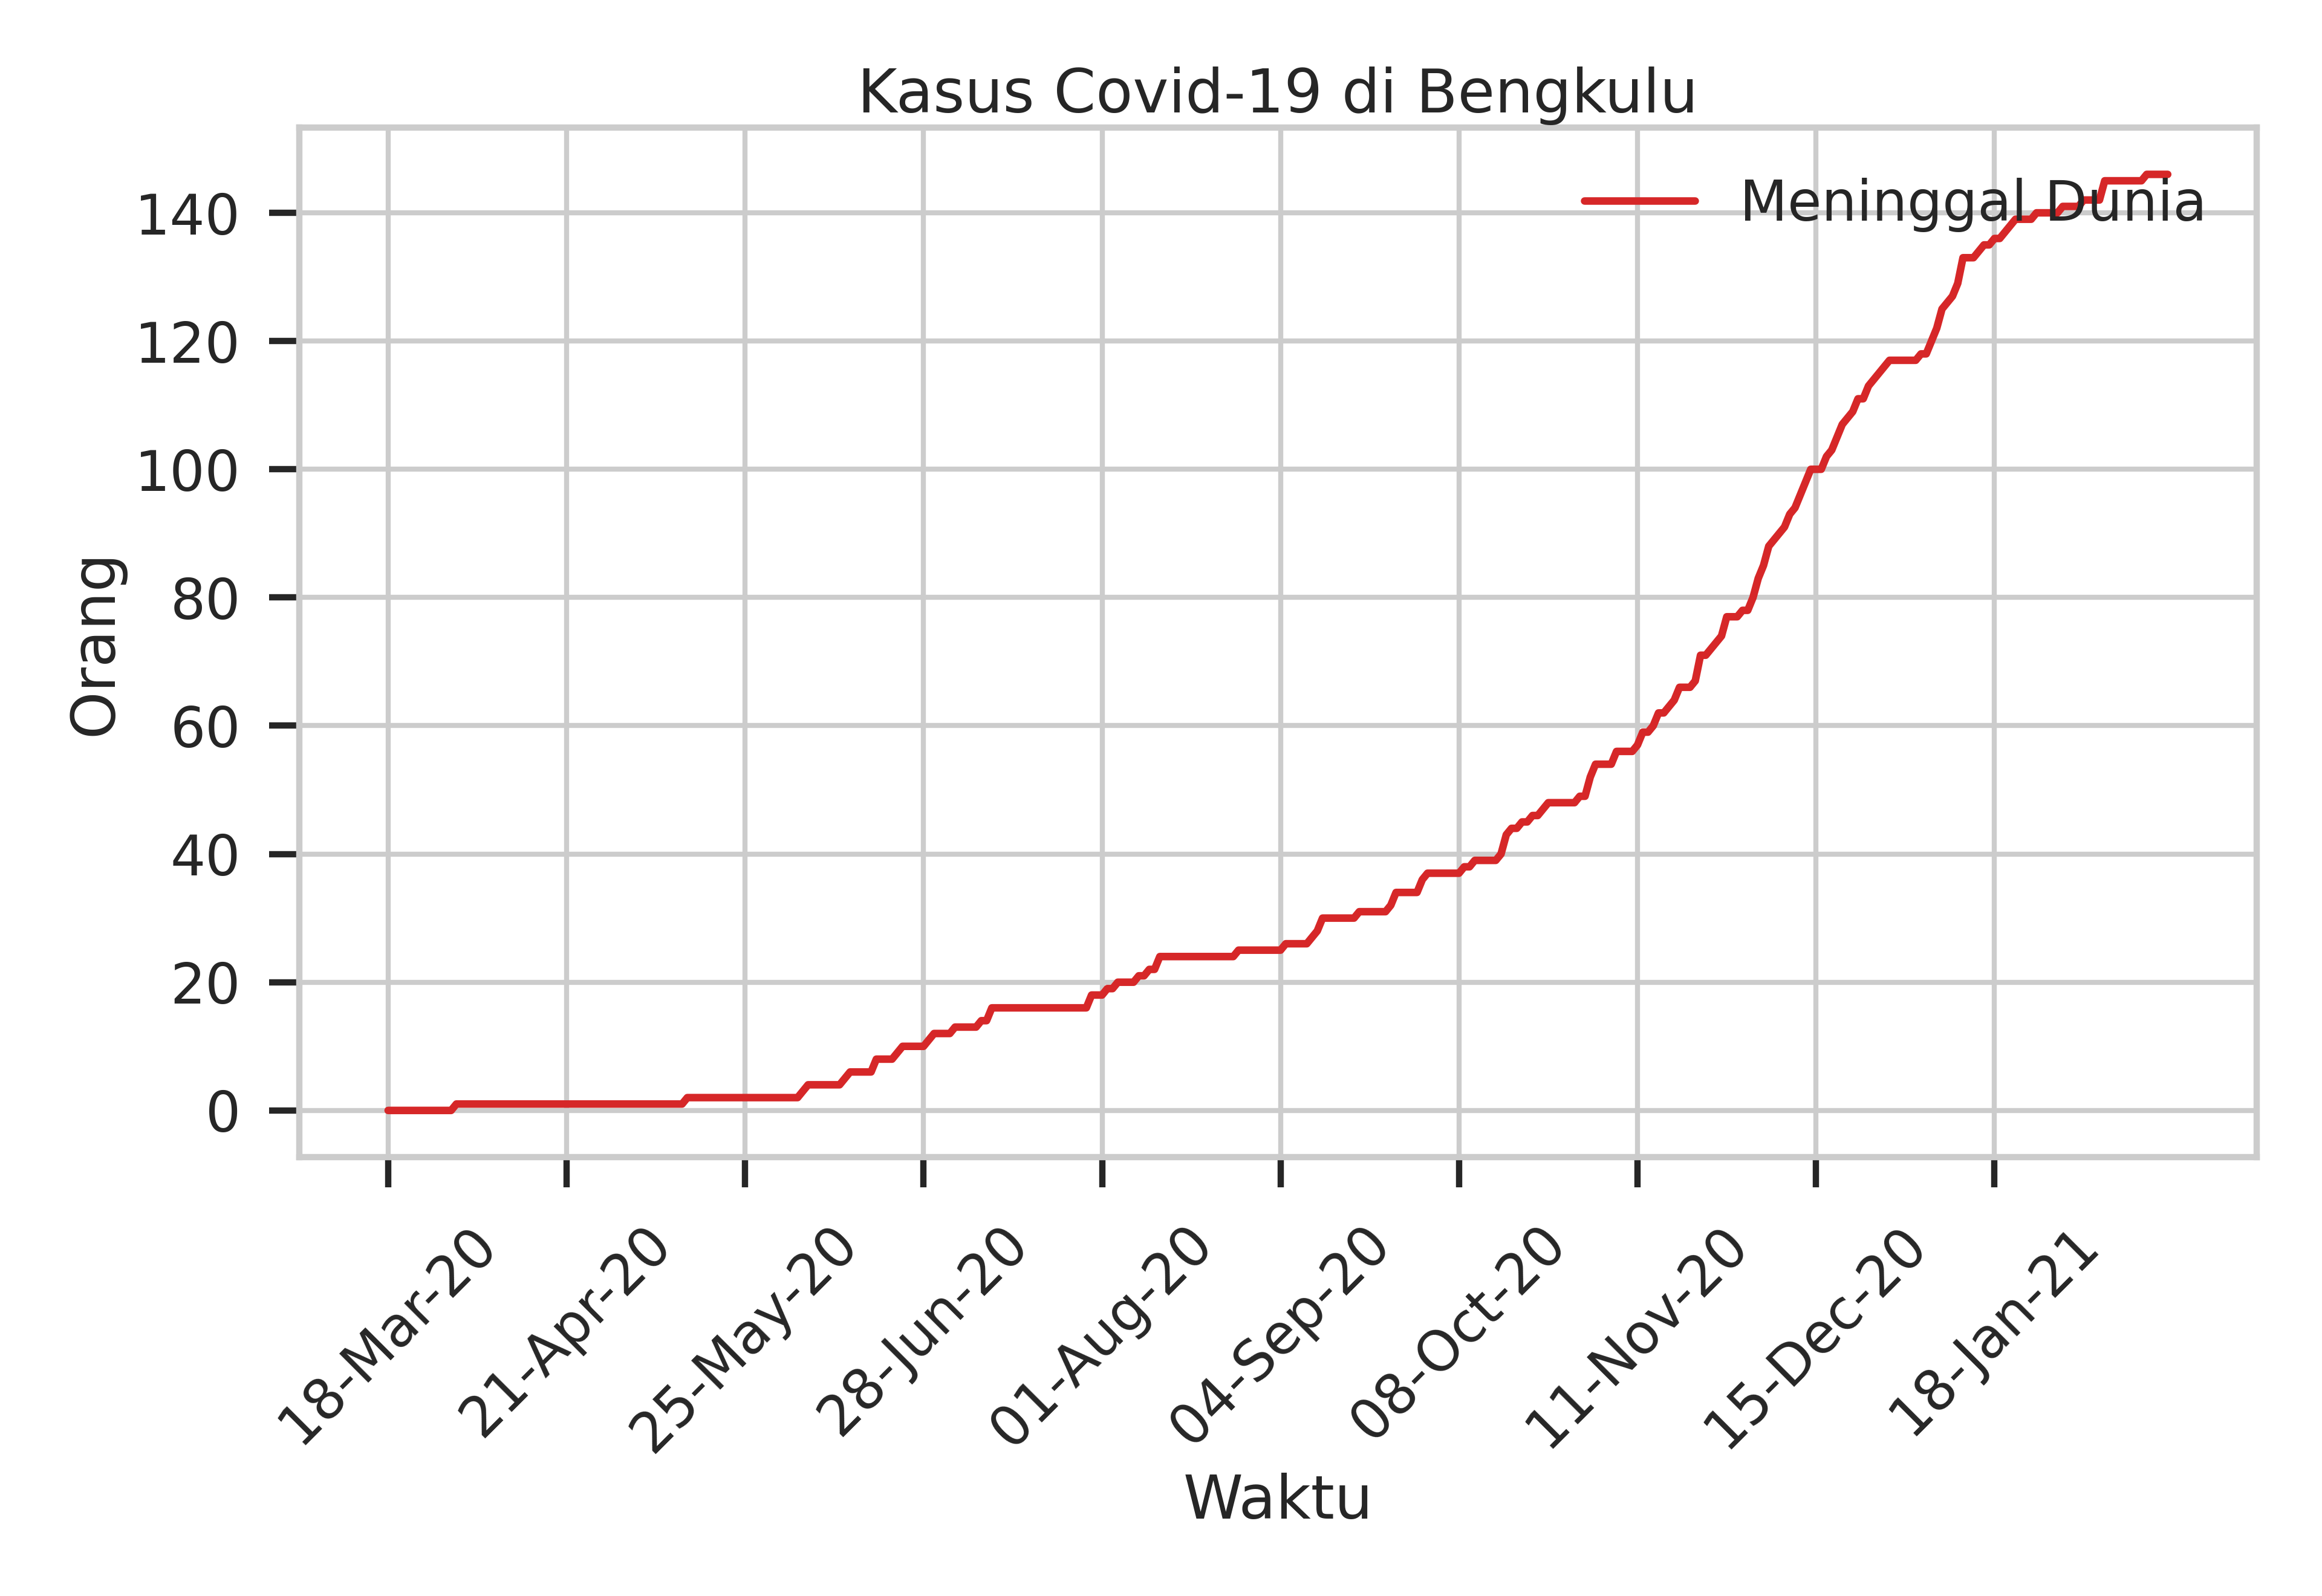 Kasus Covid-19 di Bengkulu
Meninggal Dunia
Orang
140
120
100
80
60
40
20
0
18-Mar-20
21-Apr-20
25-May-20
28-Jun-20
01-Aug-20
04-Sep-20
08-Oct-20
11-Nov-20
15-Dec-20
18-Jan-21
Waktu